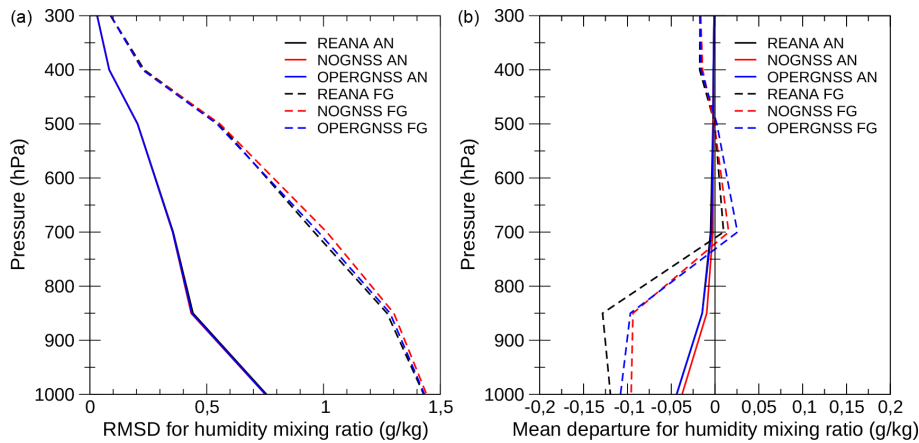 (a)
300
400
500
600
700
800
900
1000
Pressure (hPa)
REANA AN
NOGNSS AN
OPERGNSS AN
REANA FG
NOGNSS FG
OPERGNSS FG
0 0,5 1 1,5
RMSD for humidity mixing ratio (g/kg)
(b)
300
400
500
600
700
800
900
1000
Pressure (hPa)
REANA AN
NOGNSS AN
OPERGNSS AN
REANA FG
NOGNSS FG
OPERGNSS FG
-0,2 -0,15 -0,1 -0,05 0 0,05 0,1 0,15 0,2
Mean departure for humidity mixing ratio (g/kg)